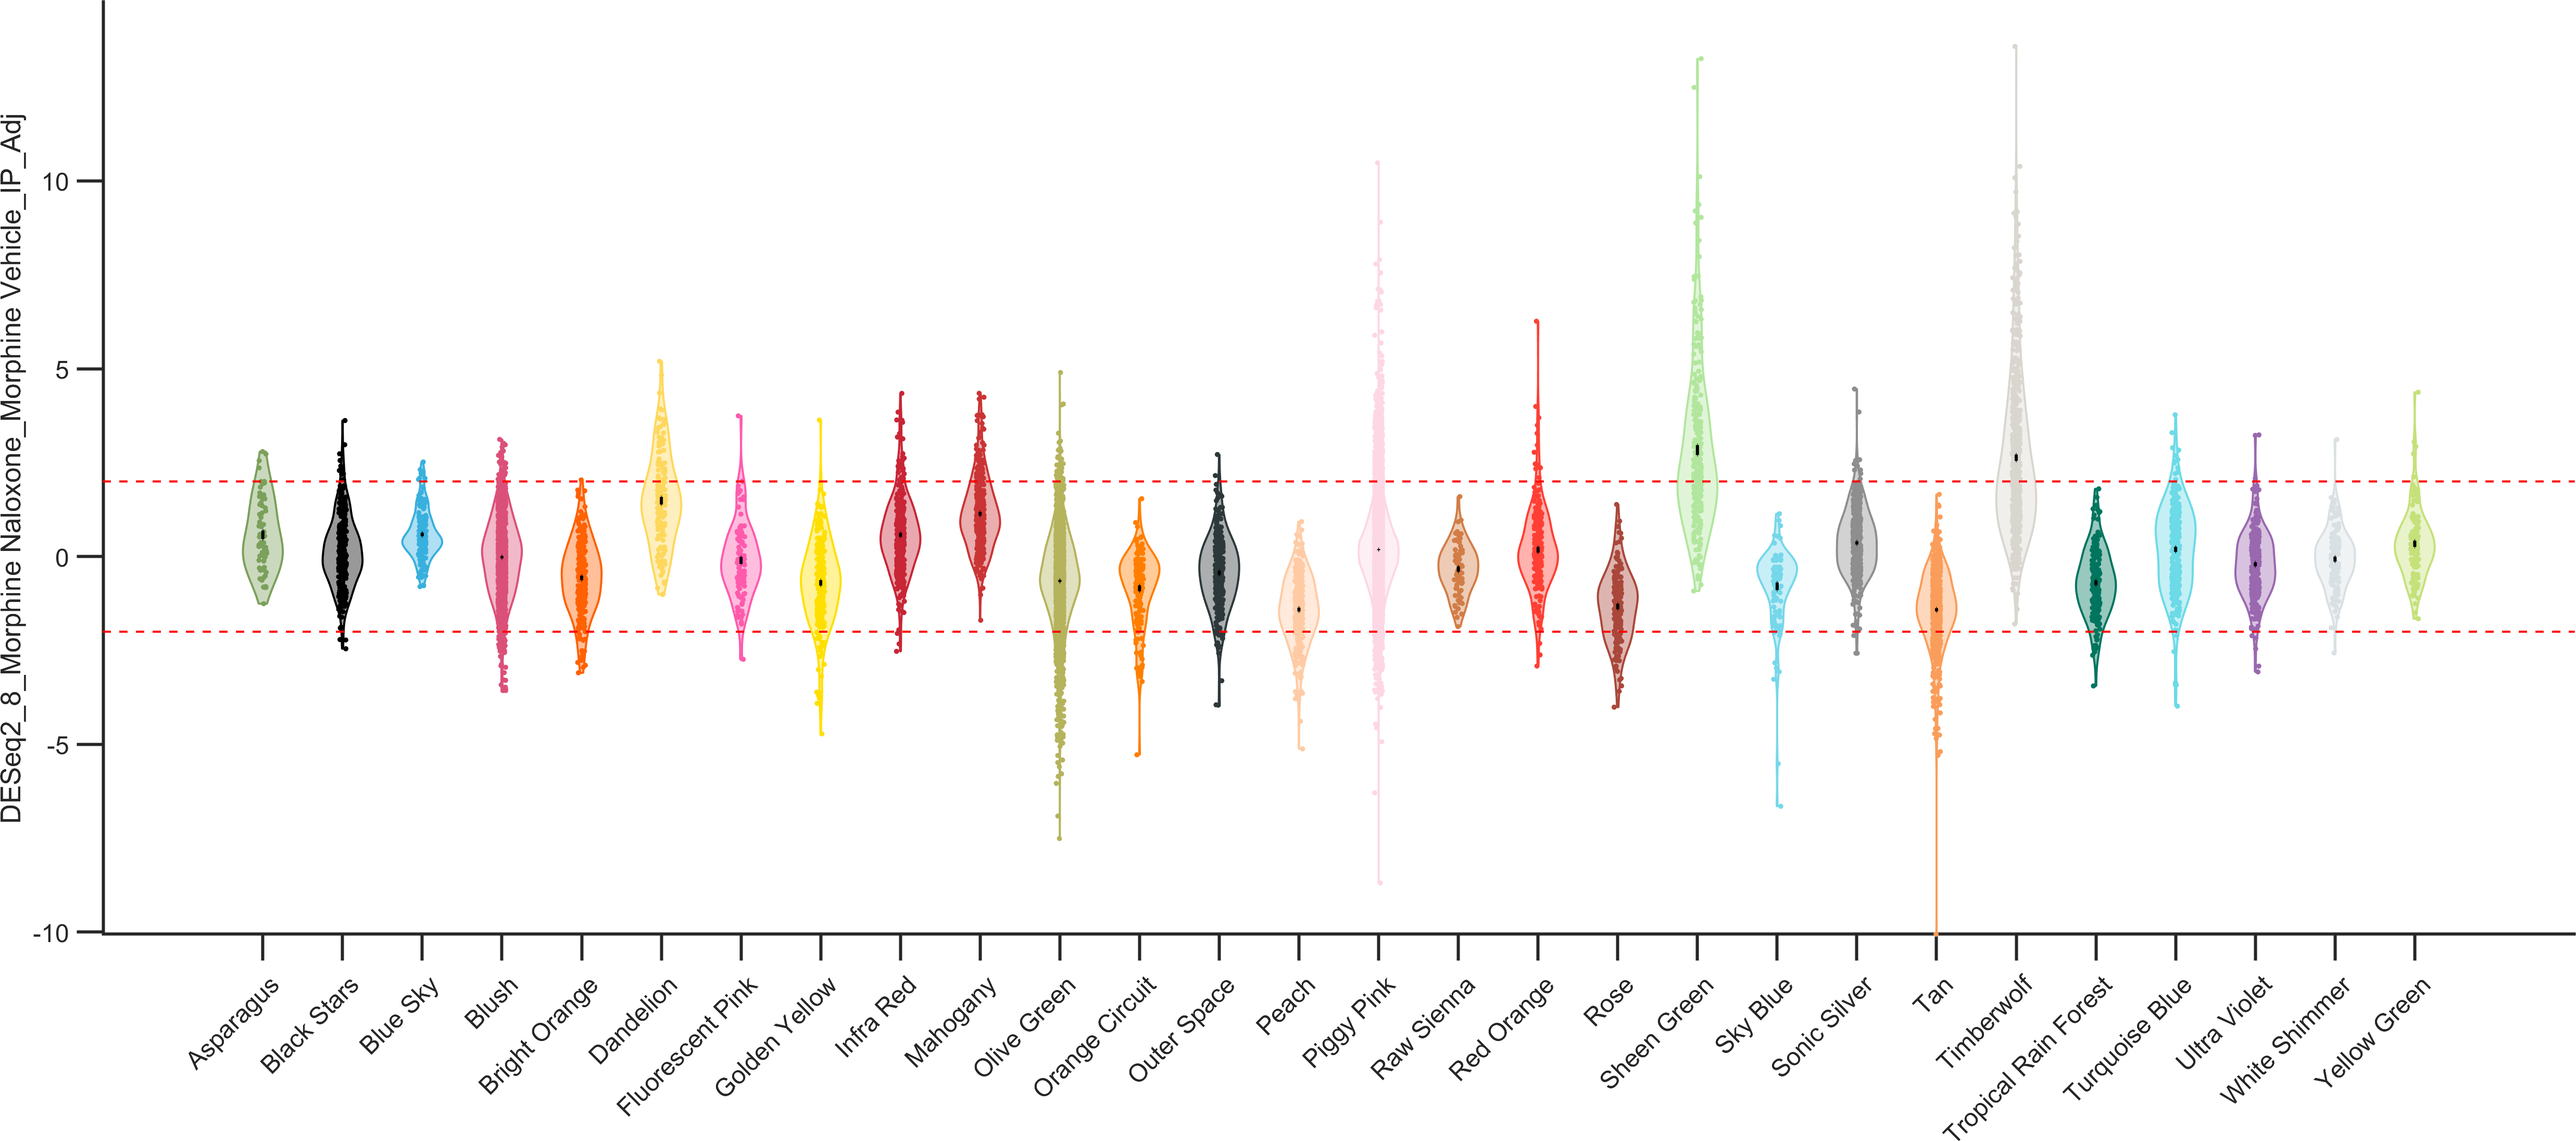 DESeq2_8_Morphine Naloxone_Morphine Vehicle_IP_Adj
10
5
0
-5
-10
Asparagus
Black Stars
Blue Sky
Blush
Bright Orange
Dandelion
Fluorescent Pink
Golden Yellow
Infra Red
Mahogany
Olive Green
Orange Circuit
Outer Space
Peach
Piggy Pink
Raw Sienna
Red Orange
Rose
Sheen Green
Sky Blue
Sonic Silver
Tan
Timberwolf
Tropical Rain Forest
Turquoise Blue
Ultra Violet
White Shimmer
Yellow Green